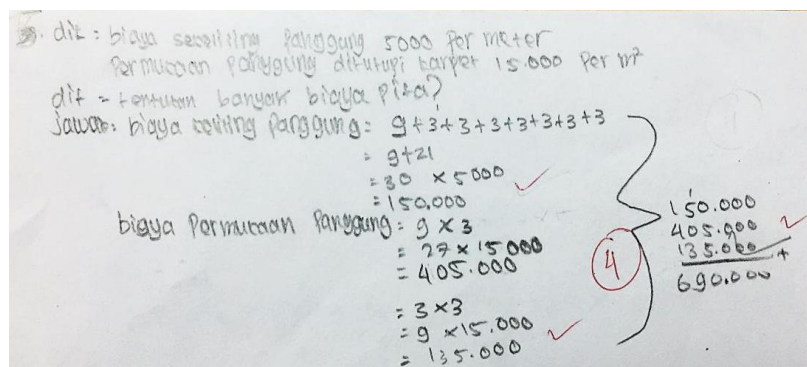 3. dik : biaya sekeliling Panggung 5000 Per meter
Permukaan Panggung ditutupi karpet 15.000 Per m²
dit = tentukan banyak biaya Pita?
Jawab: biaya keliling Panggung = 9+3+3+3+3+3+3+3
= 9+21
= 30 × 5000
= 150.000
biaya Permukaan Panggung = 9 × 3
= 27 × 15000
= 405.000
= 3×3
= 9 × 15.000
= 135.000
4
150.000
405.000
135.000 +
690.000